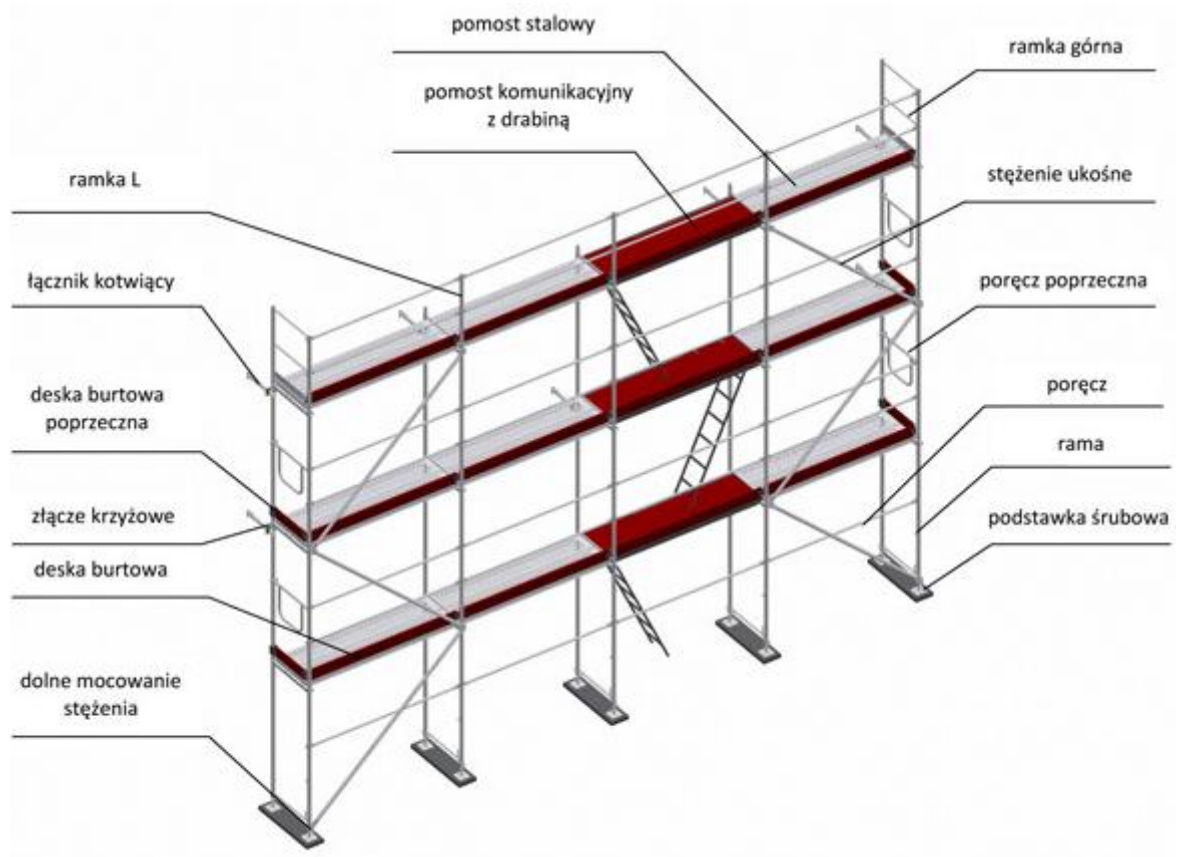 pomost stalowy
ramka górna
pomost komunikacyjny
z drabiną
ramka L
stężenie ukośne
łącznik kotwiący
poręcz poprzeczna
deska burtowa
poprzeczna
poręcz
rama
złącze krzyżowe
podstawka śrubowa
deska burtowa
dolne mocowanie
stężenia